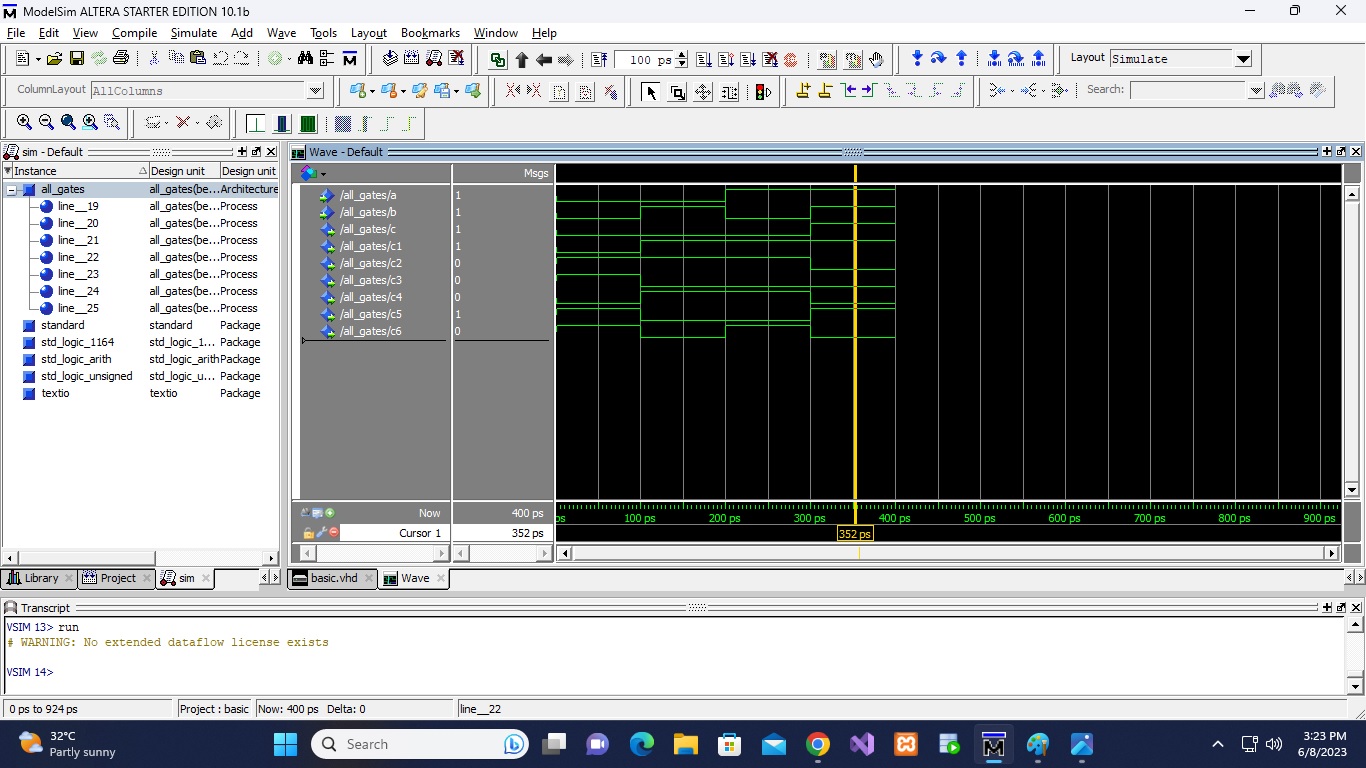 ModelSim ALTERA STARTER EDITION 10.1b
File Edit View Compile Simulate Add Wave Tools Layout Bookmarks Window Help
100 ps
Layout Simulate
ColumnLayout AllColumns
Search:
sim - Default
Instance Design unit Design unit
all_gates all_gates(be... Architecture
line__19 all_gates(be... Process
line__20 all_gates(be... Process
line__21 all_gates(be... Process
line__22 all_gates(be... Process
line__23 all_gates(be... Process
line__24 all_gates(be... Process
line__25 all_gates(be... Process
standard standard Package
std_logic_1164 std_logic_1... Package
std_logic_arith std_logic_arith Package
std_logic_unsigned std_logic_u... Package
textio textio Package
Wave - Default
Msgs
/all_gates/a 1
/all_gates/b 1
/all_gates/c 1
/all_gates/c1 1
/all_gates/c2 0
/all_gates/c3 0
/all_gates/c4 0
/all_gates/c5 1
/all_gates/c6 0
Now 400 ps
ps 100 ps 200 ps 300 ps 400 ps 500 ps 600 ps 700 ps 800 ps 900 ps
Cursor 1 352 ps
352 ps
Library Project sim
basic.vhd Wave
Transcript
VSIM 13> run
# WARNING: No extended dataflow license exists
VSIM 14>
0 ps to 924 ps Project : basic Now: 400 ps Delta: 0 line__22
32°C
Partly sunny
Search
3:23 PM
6/8/2023